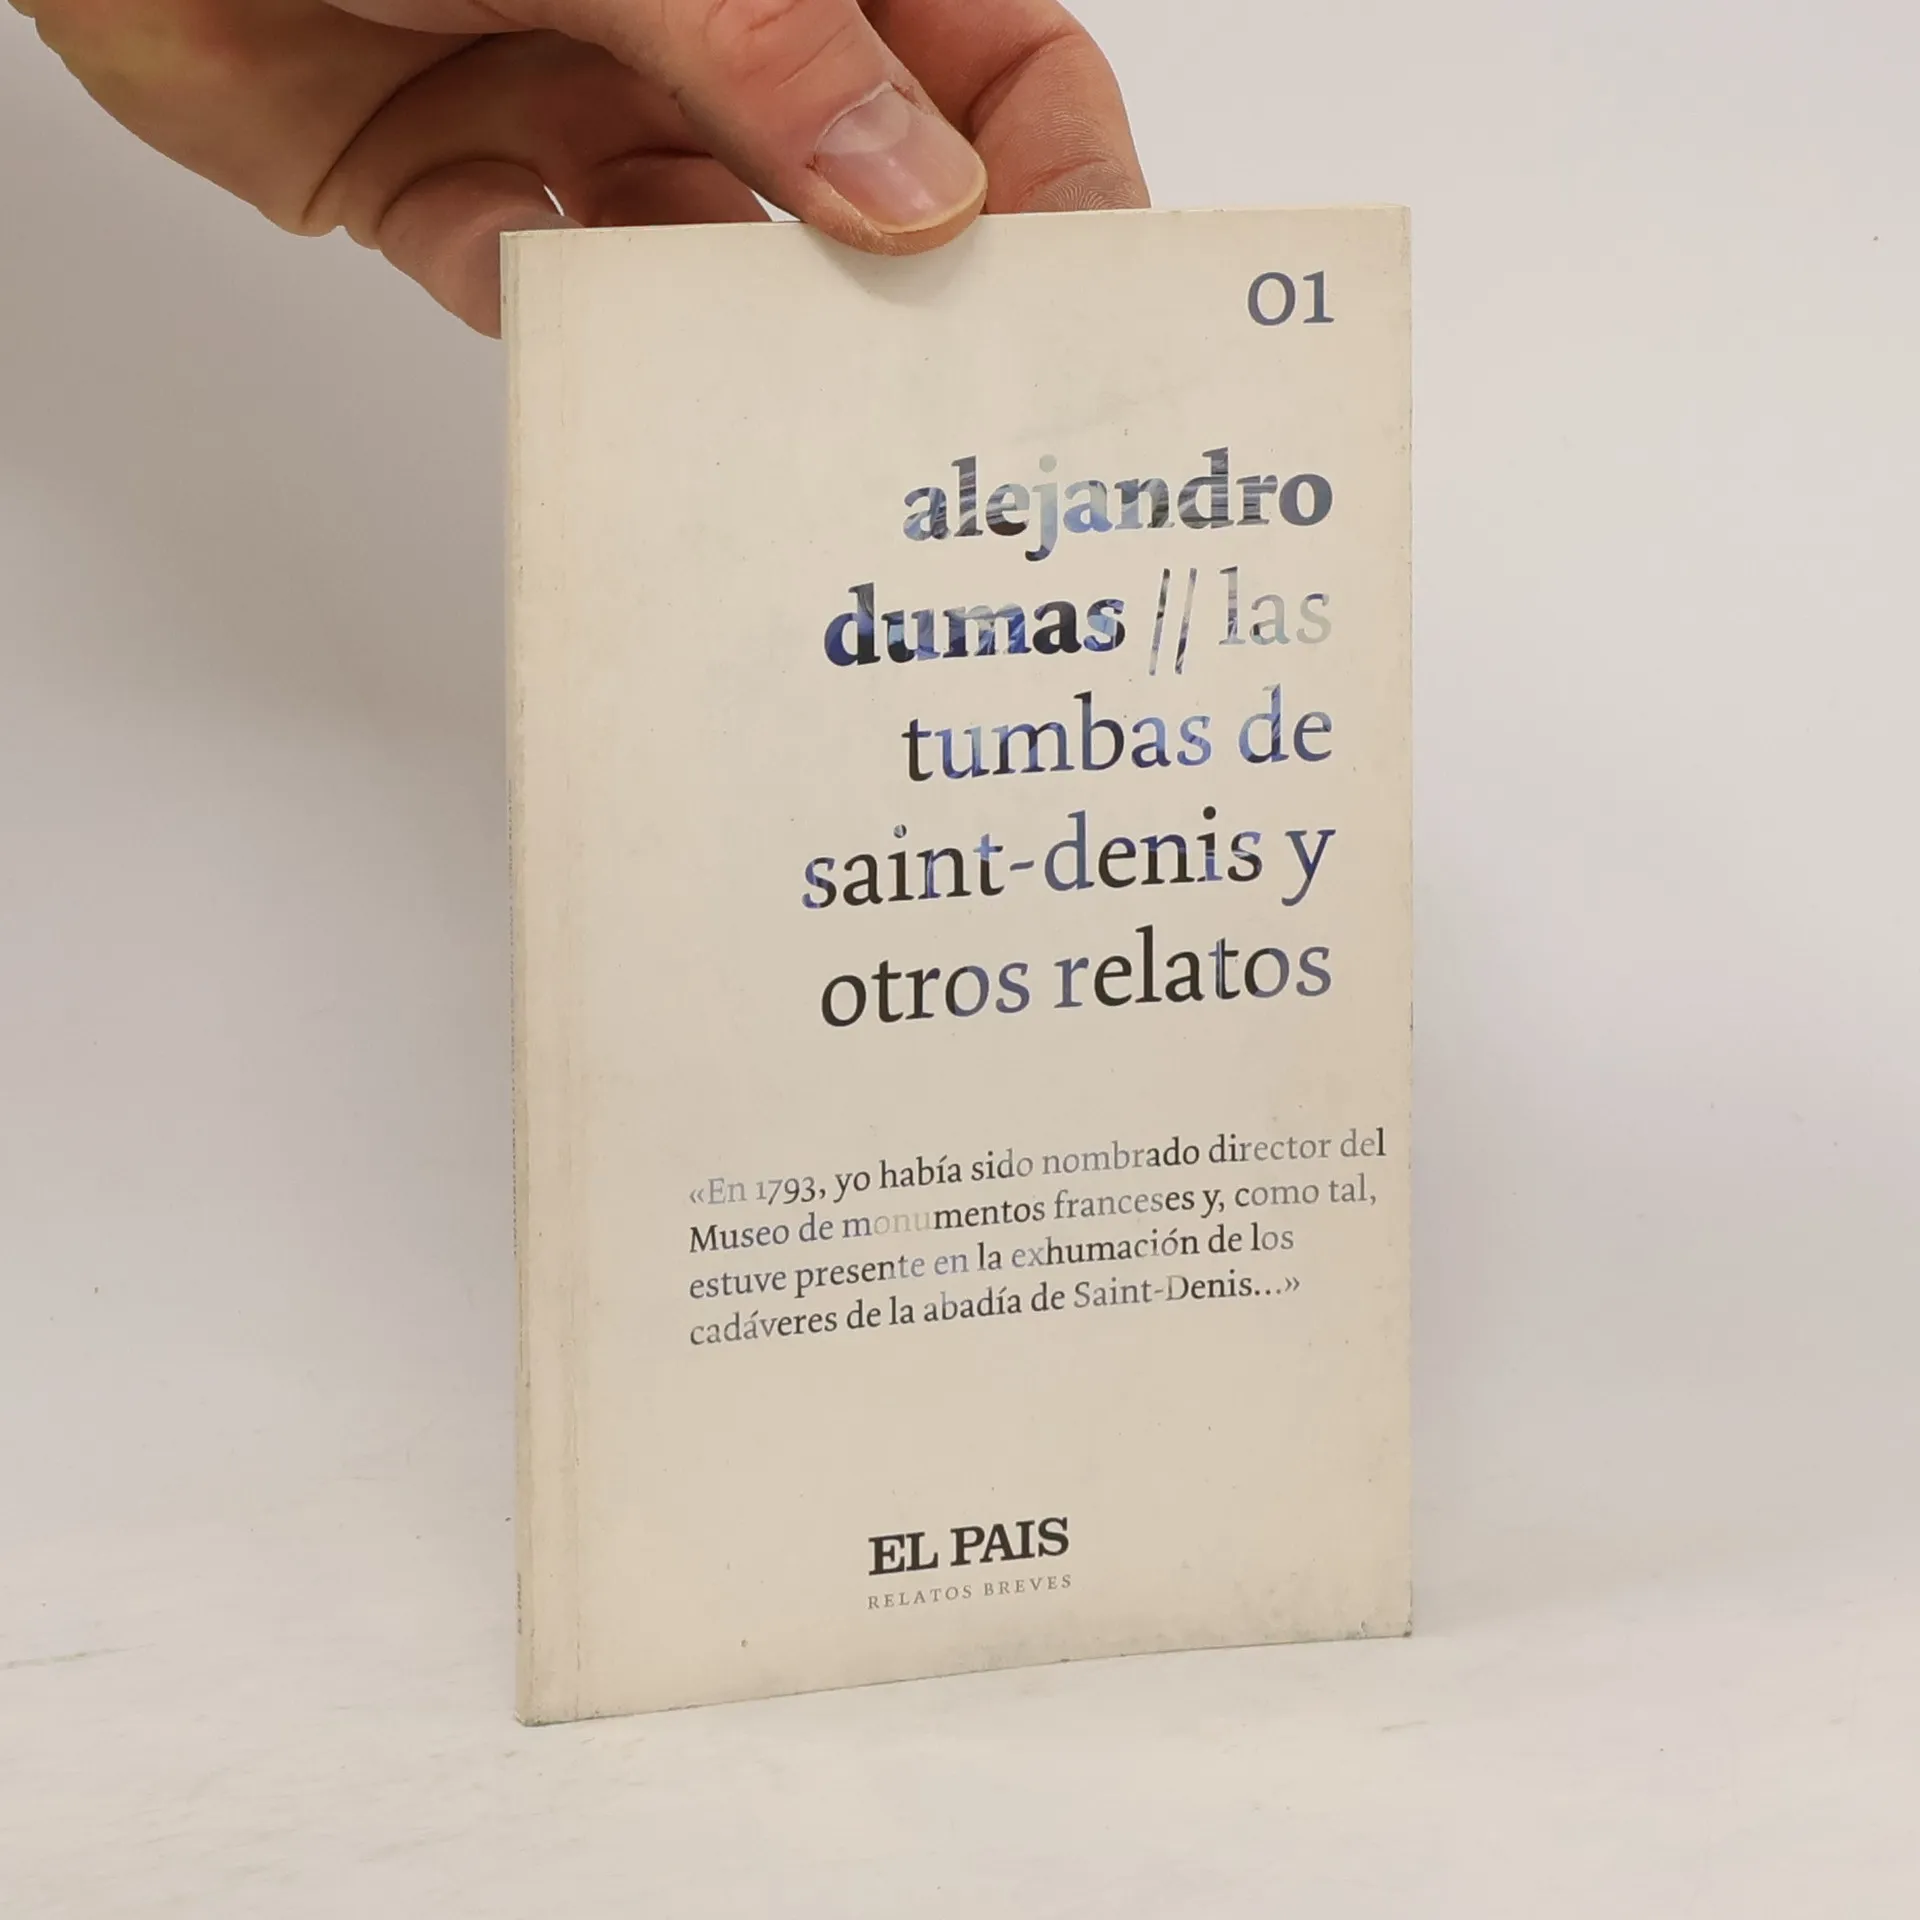 01
alejandro
dumas // las
tumbas de
saint-denis y
otros relatos
«En 1793, yo había sido nombrado director del
Museo de monumentos franceses y, como tal,
estuve presente en la exhumación de los
cadáveres de la abadía de Saint-Denis...»
EL PAIS
RELATOS BREVES